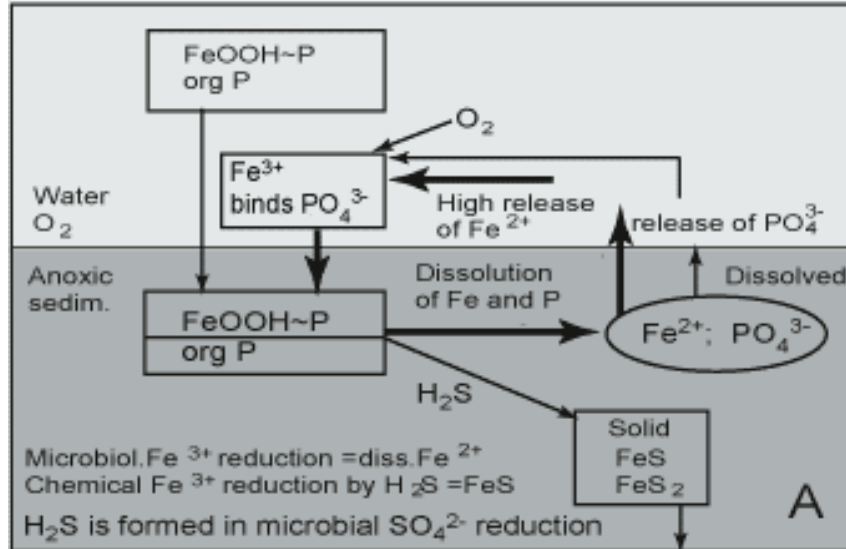 FeOOH~P
org P
O₂
Fe³⁺
binds PO₄³⁻
High release
of Fe ²⁺
Water
O₂
release of PO₄³⁻
Anoxic
sedim.
Dissolution
of Fe and P
Dissolved
FeOOH~P
org P
Fe²⁺; PO₄³⁻
H₂S
Solid
FeS
FeS₂
Microbiol.Fe ³⁺ reduction =diss.Fe ²⁺
Chemical Fe ³⁺ reduction by H ₂S =FeS
H₂S is formed in microbial SO₄²⁻ reduction
A